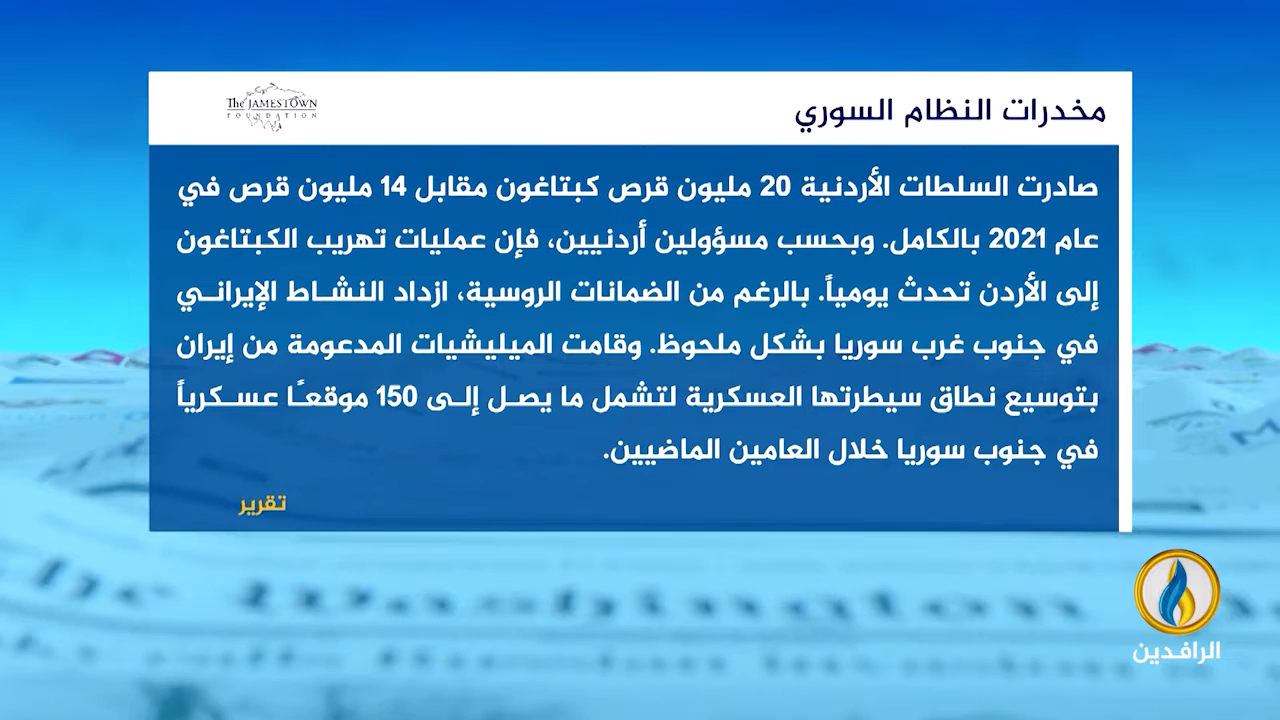 مخدرات النظام السوري
The JAMESTOWN
FOUNDATION
صادرت السلطات الأردنية 20 مليون قرص كبتاغون مقابل 14 مليون قرص في
عام 2021 بالكامل. وبحسب مسؤولين أردنيين، فإن عمليات تهريب الكبتاغون
إلى الأردن تحدث يومياً. بالرغم من الضمانات الروسية، ازداد النشاط الإيراني
في جنوب غرب سوريا بشكل ملحوظ. وقامت الميليشيات المدعومة من إيران
بتوسيع نطاق سيطرتها العسكرية لتشمل ما يصل إلى 150 موقعًا عسكرياً
في جنوب سوريا خلال العامين الماضيين.
تقرير
الرافدين